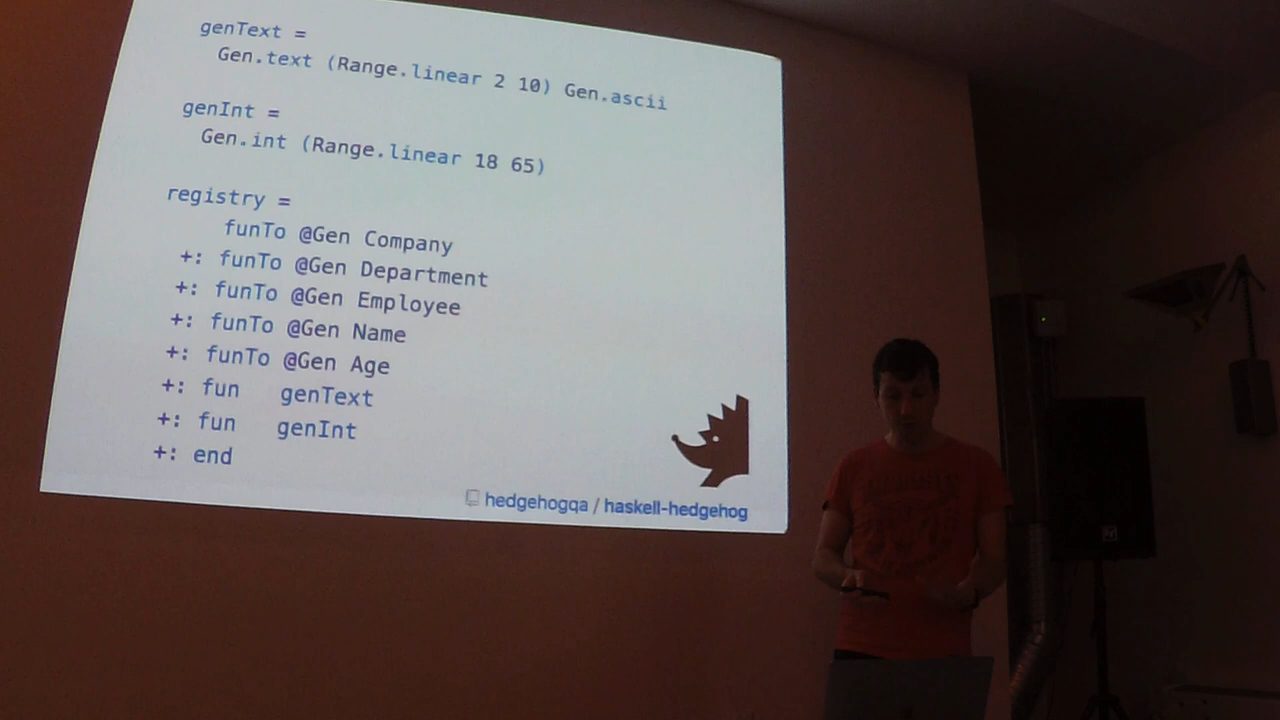 genText =
Gen.text (Range.linear 2 10) Gen.ascii
genInt =
Gen.int (Range.linear 18 65)
registry =
funTo @Gen Company
+: funTo @Gen Department
+: funTo @Gen Employee
+: funTo @Gen Name
+: funTo @Gen Age
+: fun genText
+: fun genInt
+: end
hedgehogqa / haskell-hedgehog